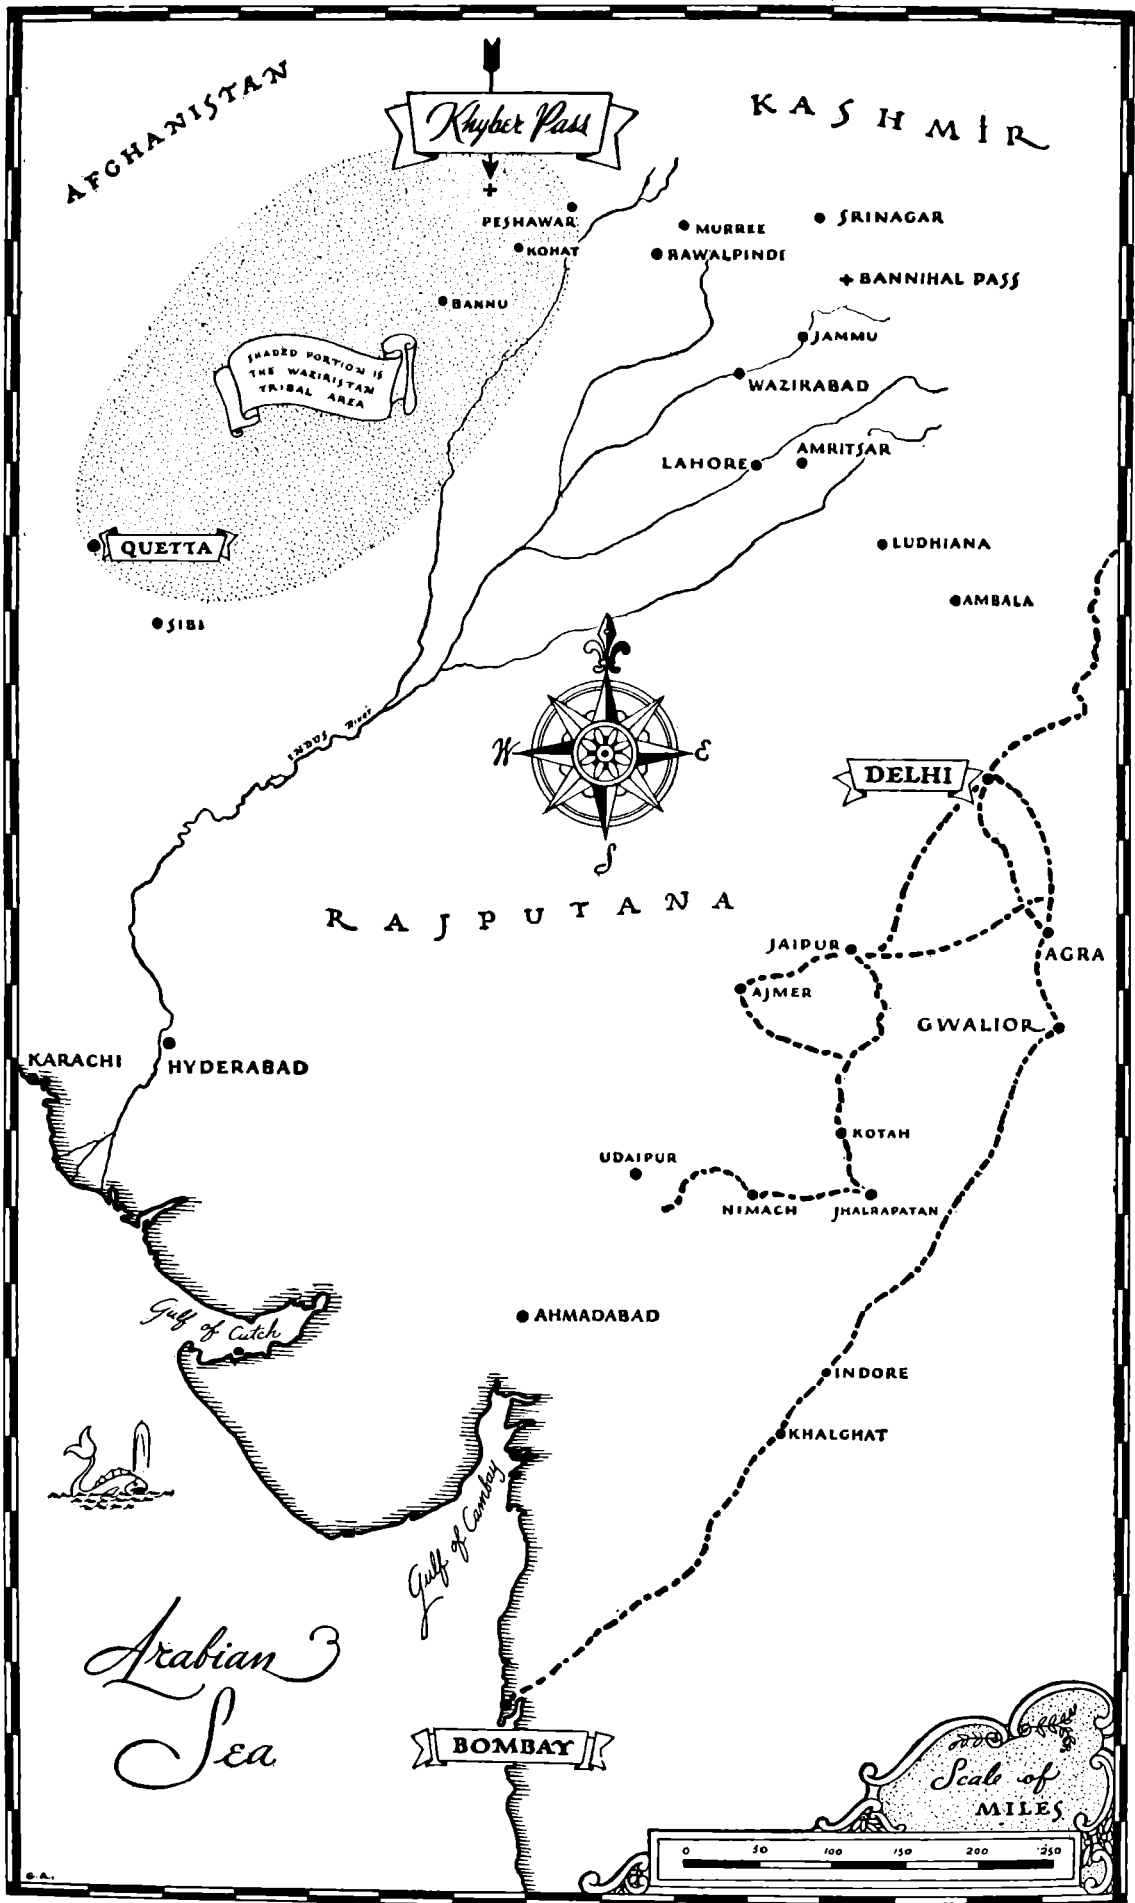 AFGHANISTAN
Khyber Pass
KASHMIR
PESHAWAR
MURREE
SRINAGAR
KOHAT
RAWALPINDI
BANNIHAL PASS
BANNU
JAMMU
SHADED PORTION IS
THE WAZIRISTAN
TRIBAL AREA
WAZIRABAD
LAHORE
AMRITSAR
QUETTA
LUDHIANA
AMBALA
SIBI
INDUS River
W
E
S
DELHI
RAJPUTANA
JAIPUR
AGRA
AJMER
GWALIOR
KARACHI
HYDERABAD
KOTAH
UDAIPUR
NIMACH
JHALRAPATAN
Gulf of Cutch
AHMADABAD
INDORE
KHALGHAT
Gulf of Cambay
Arabian
Sea
BOMBAY
Scale of
MILES
0 50 100 150 200 250
G.A.